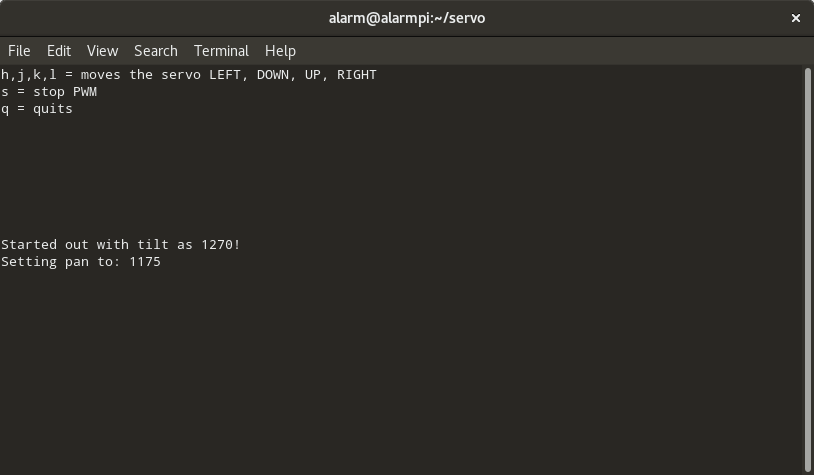 alarm@alarmpi:~/servo
File Edit View Search Terminal Help
h,j,k,l = moves the servo LEFT, DOWN, UP, RIGHT
s = stop PWM
q = quits
Started out with tilt as 1270!
Setting pan to: 1175